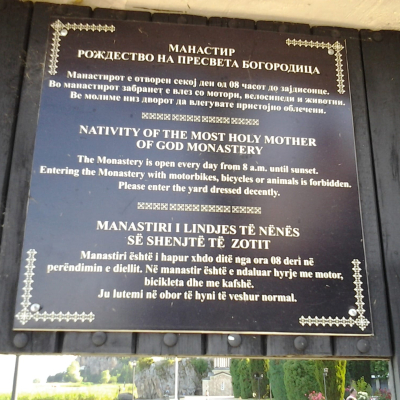 МАНАСТИР
РОЖДЕСТВО НА ПРЕСВЕТА БОГОРОДИЦА
Манастирот е отворен секој ден од 08 часот до зајдисонце.
Во манастирот забранет е влез со мотори, велосипеди и животни.
Ве молиме низ дворот да влегувате пристојно облечени.
NATIVITY OF THE MOST HOLY MOTHER
OF GOD MONASTERY
The Monastery is open every day from 8 a.m. until sunset.
Entering the Monastery with motorbikes, bicycles or animals is forbidden.
Please enter the yard dressed decently.
MANASTIRI I LINDJES TË NËNËS
SË SHENJTË TË ZOTIT
Manastiri është i hapur xhdo ditë nga ora 08 deri në
perëndimin e diellit. Në manastir është e ndaluar hyrje me motor,
bicikleta dhe me kafshë.
Ju lutemi në obor të hyni të veshur normal.